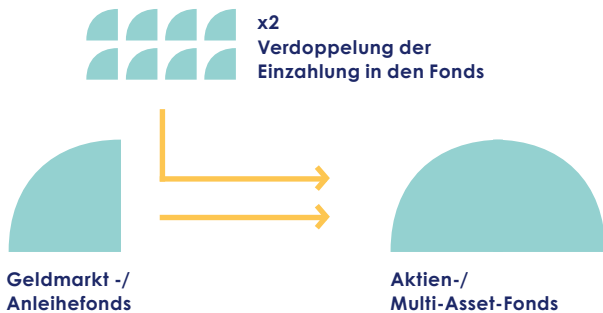 x2
Verdoppelung der
Einzahlung in den Fonds
Geldmarkt -/
Anleihefonds
Aktien-/
Multi-Asset-Fonds